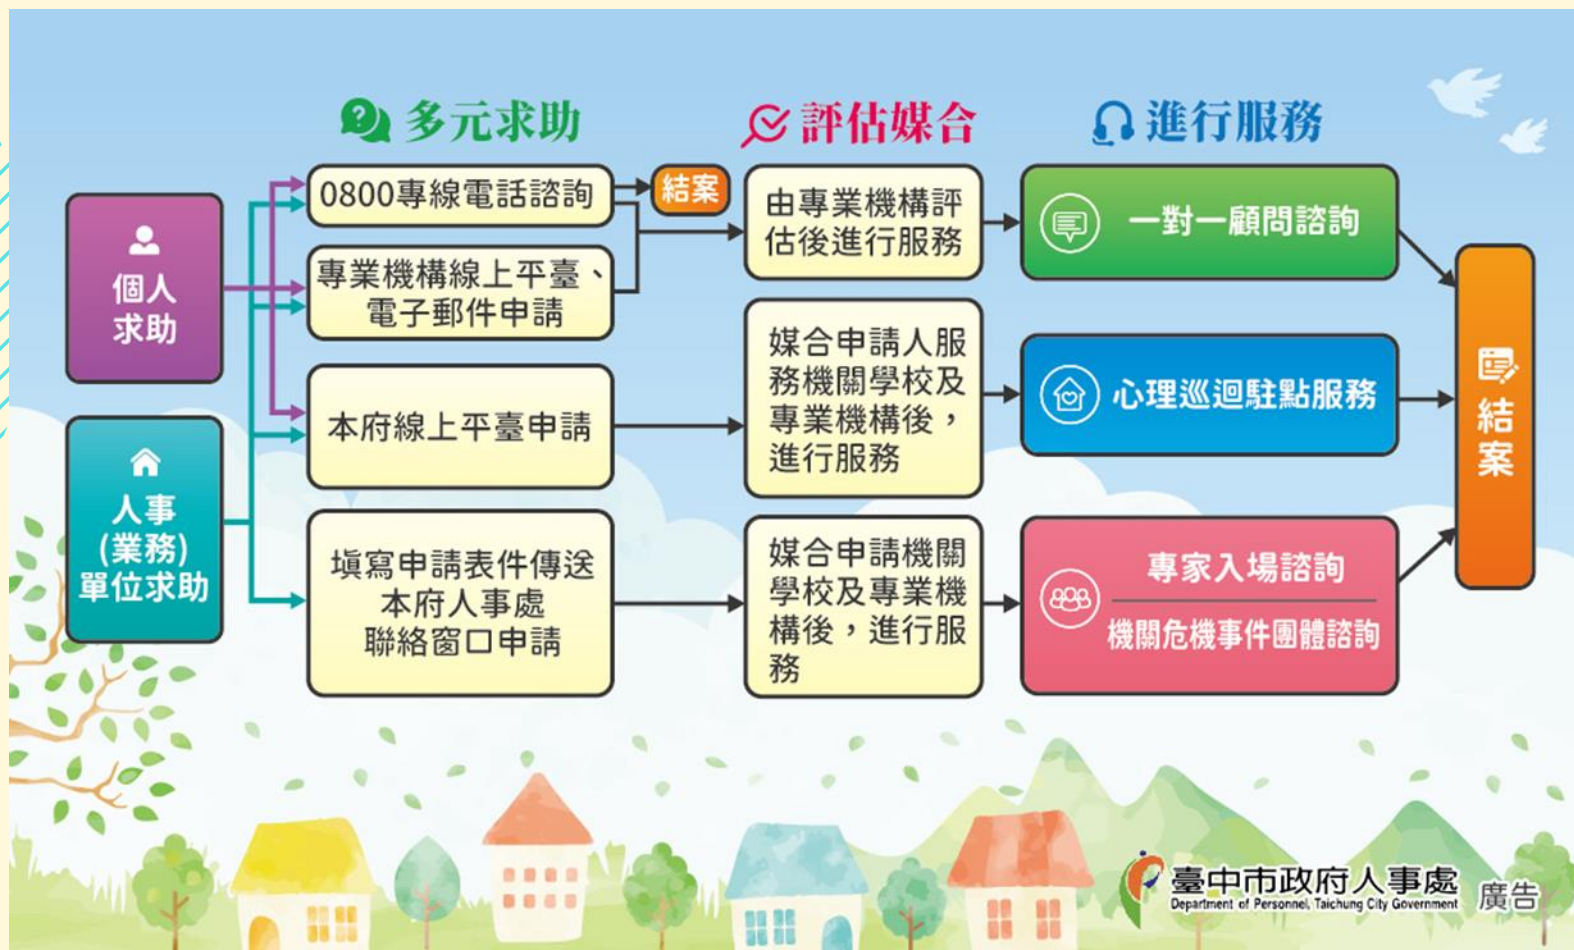 多元求助
評估媒合
進行服務
個人
求助
人事
(業務)
單位求助
0800專線電話諮詢
結案
專業機構線上平臺、
電子郵件申請
本府線上平臺申請
填寫申請表件傳送
本府人事處
聯絡窗口申請
由專業機構評
估後進行服務
媒合申請人服
務機關學校及
專業機構後，
進行服務
媒合申請機關
學校及專業機
構後，進行服
務
一對一顧問諮詢
心理巡迴駐點服務
專家入場諮詢
機關危機事件團體諮詢
結
案
臺中市政府人事處
Department of Personnel, Taichung City Government
廣告